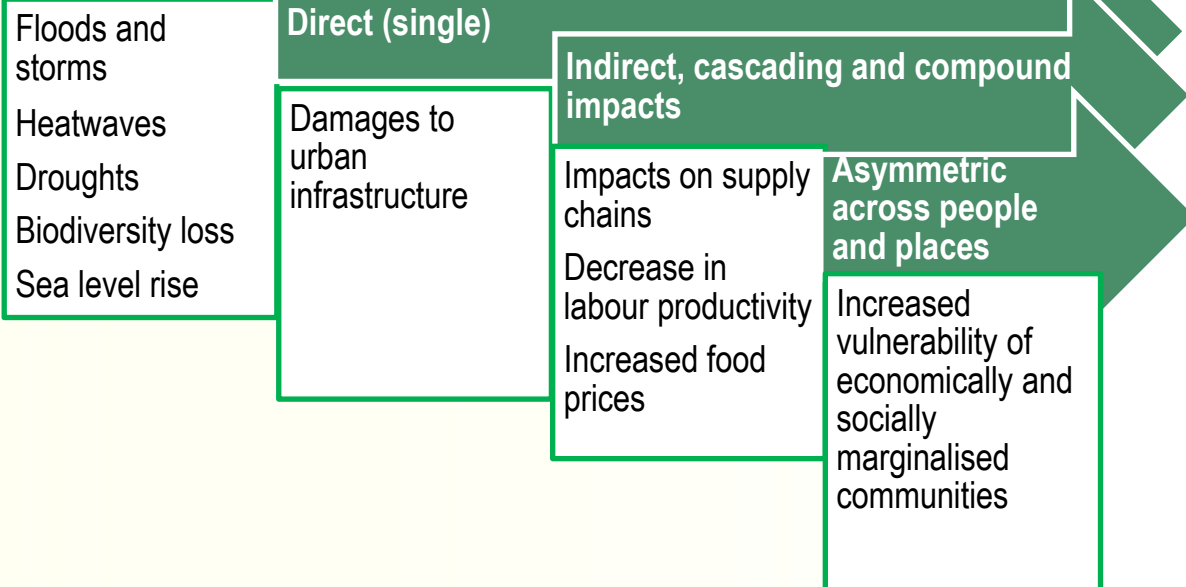 Floods and
storms
Heatwaves
Droughts
Biodiversity loss
Sea level rise
Direct (single)
Damages to
urban
infrastructure
Indirect, cascading and compound
impacts
Impacts on supply
chains
Decrease in
labour productivity
Increased food
prices
Asymmetric
across people
and places
Increased
vulnerability of
economically and
socially
marginalised
communities